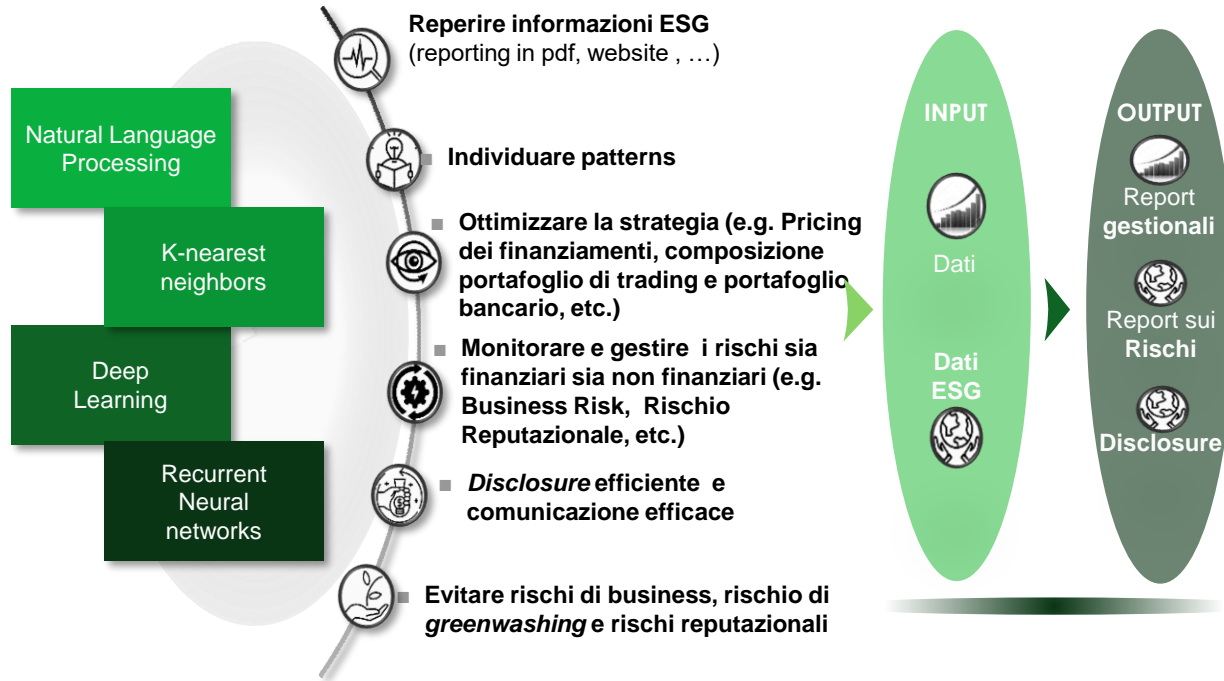 Natural Language
Processing
K-nearest
neighbors
Deep
Learning
Recurrent
Neural
networks
Reperire informazioni ESG
(reporting in pdf, website , …)
Individuare patterns
Ottimizzare la strategia (e.g. Pricing
dei finanziamenti, composizione
portafoglio di trading e portafoglio
bancario, etc.)
Monitorare e gestire i rischi sia
finanziari sia non finanziari (e.g.
Business Risk, Rischio
Reputazionale, etc.)
Disclosure efficiente e
comunicazione efficace
Evitare rischi di business, rischio di
greenwashing e rischi reputazionali
INPUT
Dati
Dati
ESG
OUTPUT
Report
gestionali
Report sui
Rischi
Disclosure